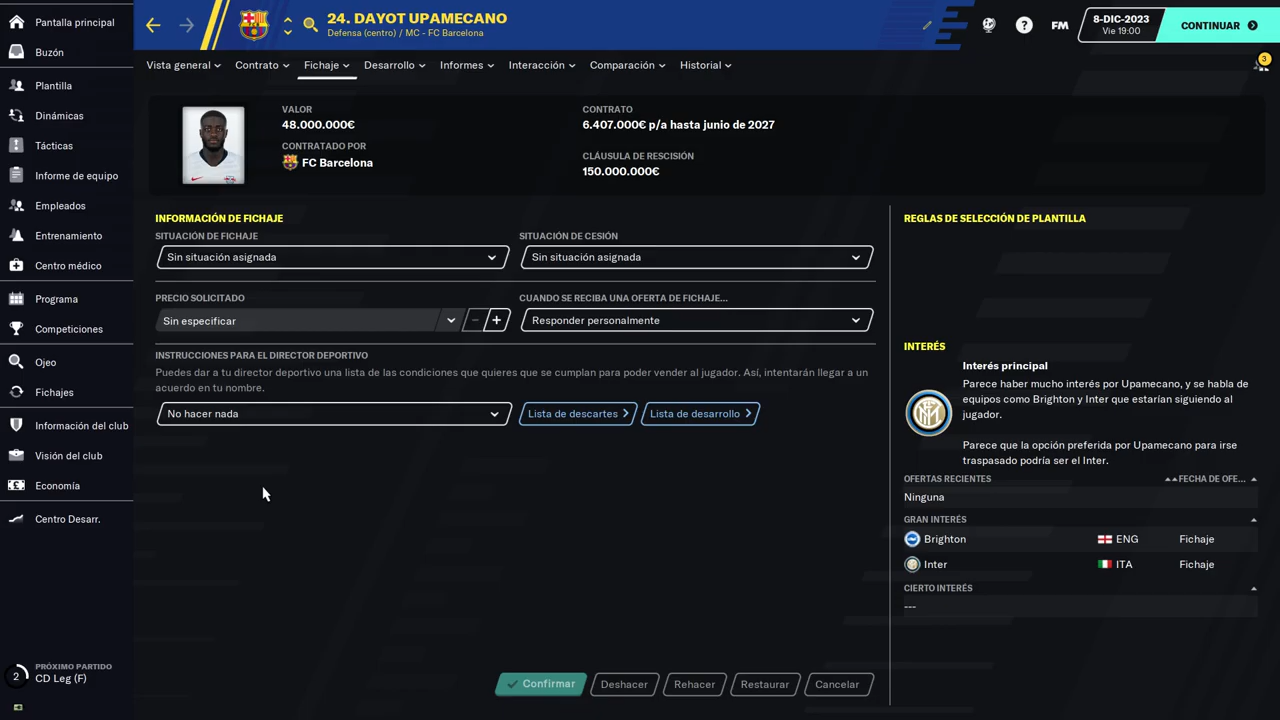 Pantalla principal
Buzón
Plantilla
Dinámicas
Tácticas
Informe de equipo
Empleados
Entrenamiento
Centro médico
Programa
Competiciones
Ojeo
Fichajes
Información del club
Visión del club
Economía
Centro Desarr.
2
PRÓXIMO PARTIDO
CD Leg (F)
24. DAYOT UPAMECANO
Defensa (centro) / MC - FC Barcelona
?
FM
8-DIC-2023
Vie 19:00
CONTINUAR
Vista general
Contrato
Fichaje
Desarrollo
Informes
Interacción
Comparación
Historial
3
VALOR
48.000.000€
CONTRATADO POR
FC Barcelona
CONTRATO
6.407.000€ p/a hasta junio de 2027
CLÁUSULA DE RESCISIÓN
150.000.000€
INFORMACIÓN DE FICHAJE
SITUACIÓN DE FICHAJE
Sin situación asignada
SITUACIÓN DE CESIÓN
Sin situación asignada
PRECIO SOLICITADO
Sin especificar
CUANDO SE RECIBA UNA OFERTA DE FICHAJE...
Responder personalmente
INSTRUCCIONES PARA EL DIRECTOR DEPORTIVO
Puedes dar a tu director deportivo una lista de las condiciones que quieres que se cumplan para poder vender al jugador. Así, intentarán llegar a
un acuerdo en tu nombre.
No hacer nada
Lista de descartes
Lista de desarrollo
Confirmar
Deshacer
Rehacer
Restaurar
Cancelar
REGLAS DE SELECCIÓN DE PLANTILLA
INTERÉS
Interés principal
Parece haber mucho interés por Upamecano, y se habla de
equipos como Brighton y Inter que estarían siguiendo al
jugador.
Parece que la opción preferida por Upamecano para irse
traspasado podría ser el Inter.
OFERTAS RECIENTES
FECHA DE OFE...
Ninguna
GRAN INTERÉS
Brighton ENG Fichaje
Inter ITA Fichaje
CIERTO INTERÉS
---